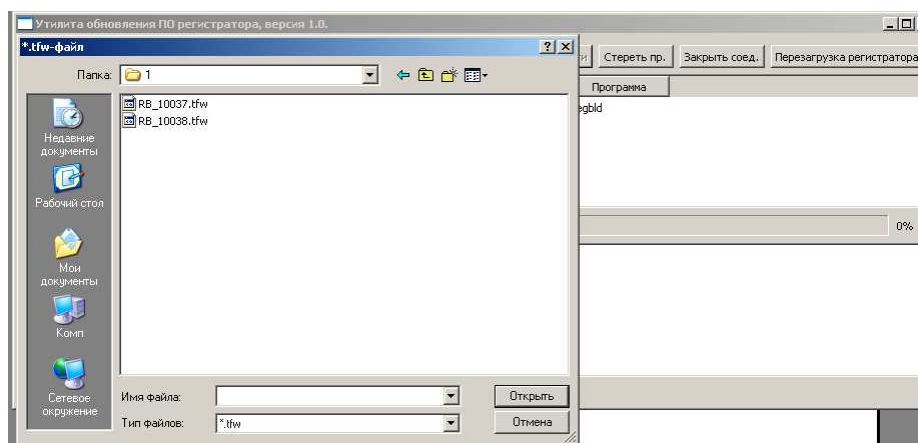 Утилита обновления ПО регистратора, версия 1.0.
*.tfw-файл
Папка:
1
Стереть пр.
Закрыть соед.
Перезагрузка регистратора
Программа
RB_10037.tfw
RB_10038.tfw
Недавние
документы
Рабочий стол
Мои
документы
Комп
Сетевое
окружение
0%
Имя файла:
Открыть
Тип файлов:
*.tfw
Отмена